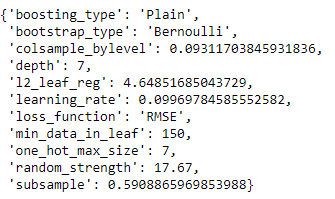 {'boosting_type': 'Plain',
'bootstrap_type': 'Bernoulli',
'colsample_bylevel': 0.09311703845931836,
'depth': 7,
'l2_leaf_reg': 4.64851685043729,
'learning_rate': 0.09969784585552582,
'loss_function': 'RMSE',
'min_data_in_leaf': 150,
'one_hot_max_size': 7,
'random_strength': 17.67,
'subsample': 0.5908865969853988}